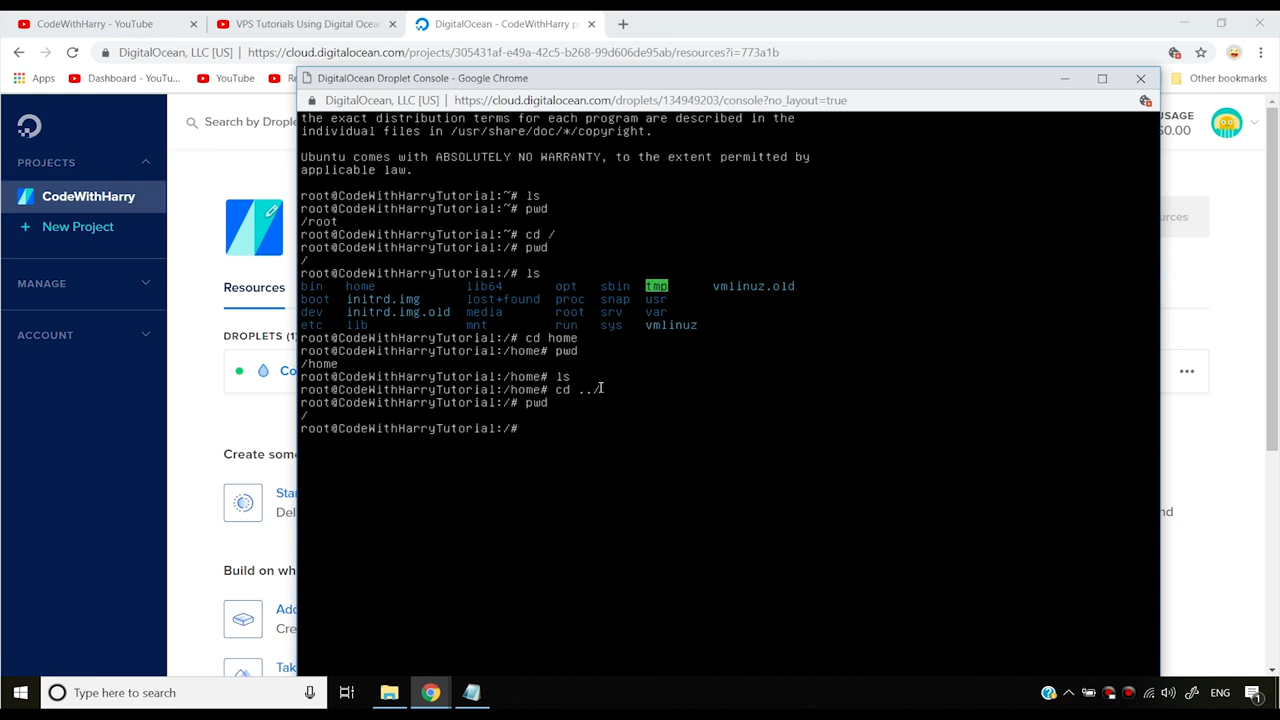 CodeWithHarry - YouTube
VPS Tutorials Using Digital Ocea
DigitalOcean - CodeWithHarry p
DigitalOcean, LLC [US]
https://cloud.digitalocean.com/projects/305431af-e49a-42c5-b268-99d606de95ab/resources?i=773a1b
Apps
Dashboard - YouTu...
YouTube
Other bookmarks
DigitalOcean Droplet Console - Google Chrome
DigitalOcean, LLC [US]
https://cloud.digitalocean.com/droplets/134949203/console?no_layout=true
Search by Drople
USAGE
$0.00
PROJECTS
CodeWithHarry
+ New Project
MANAGE
ACCOUNT
Resources
DROPLETS (1)
Co
Create som
Star
Del
Build on wh
Add
Cre
Tak
the exact distribution terms for each program are described in the
individual files in /usr/share/doc/*/copyright.
Ubuntu comes with ABSOLUTELY NO WARRANTY, to the extent permitted by
applicable law.
root@CodeWithHarryTutorial:~# ls
root@CodeWithHarryTutorial:~# pwd
/root
root@CodeWithHarryTutorial:~# cd /
root@CodeWithHarryTutorial:/# pwd
/
root@CodeWithHarryTutorial:/# ls
bin home lib64 opt sbin tmp vmlinuz.old
boot initrd.img lost+found proc snap usr
dev initrd.img.old media root srv var
etc lib mnt run sys vmlinuz
root@CodeWithHarryTutorial:/# cd home
root@CodeWithHarryTutorial:/home# pwd
/home
root@CodeWithHarryTutorial:/home# ls
root@CodeWithHarryTutorial:/home# cd ../
root@CodeWithHarryTutorial:/# pwd
/
root@CodeWithHarryTutorial:/#
Type here to search
ENG